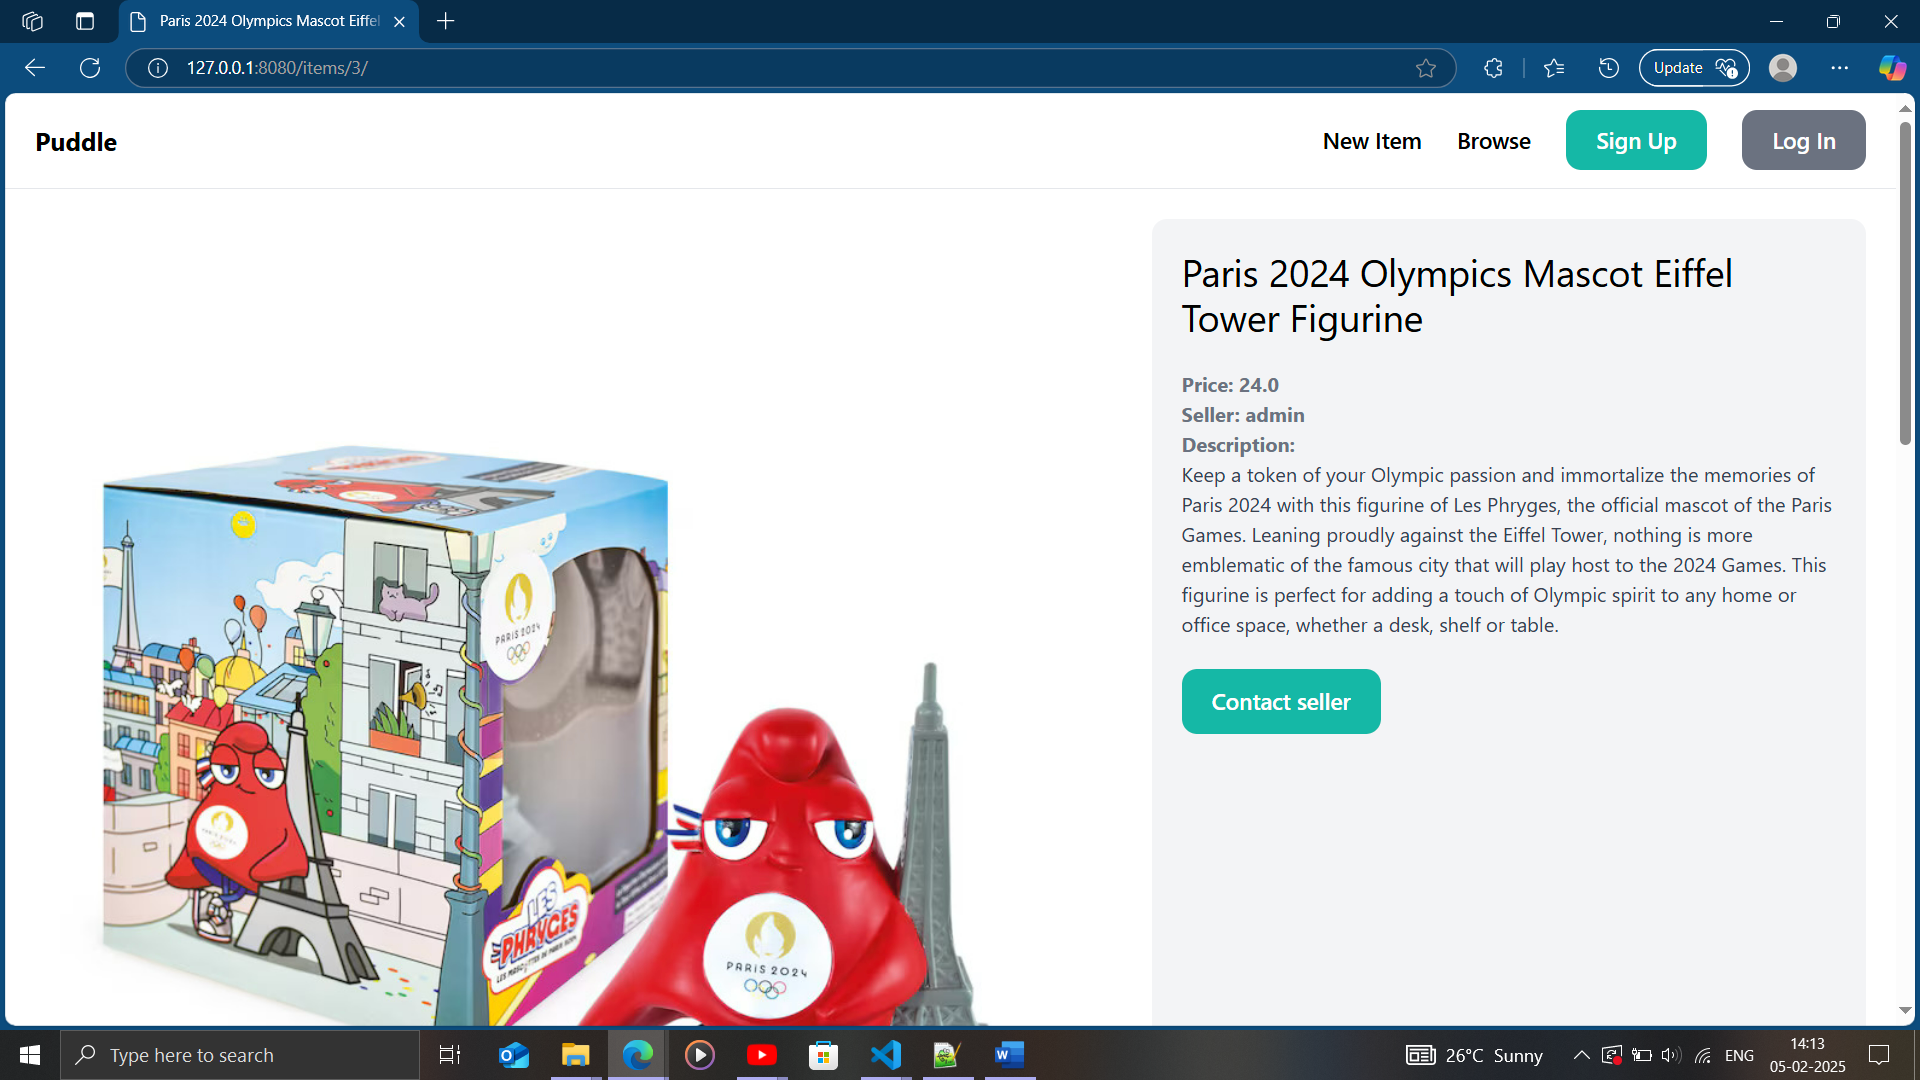 Paris 2024 Olympics Mascot Eiffel
127.0.0.1:8080/items/3/
Update
Puddle
New Item
Browse
Sign Up
Log In
Paris 2024 Olympics Mascot Eiffel
Tower Figurine
Price: 24.0
Seller: admin
Description:
Keep a token of your Olympic passion and immortalize the memories of
Paris 2024 with this figurine of Les Phryges, the official mascot of the Paris
Games. Leaning proudly against the Eiffel Tower, nothing is more
emblematic of the famous city that will play host to the 2024 Games. This
figurine is perfect for adding a touch of Olympic spirit to any home or
office space, whether a desk, shelf or table.
Contact seller
PARIS 2024
LES
PHRYGES
LES MASCOTTES DE PARIS 2024
PARIS 2024
Type here to search
26°C Sunny
ENG
14:13
05-02-2025